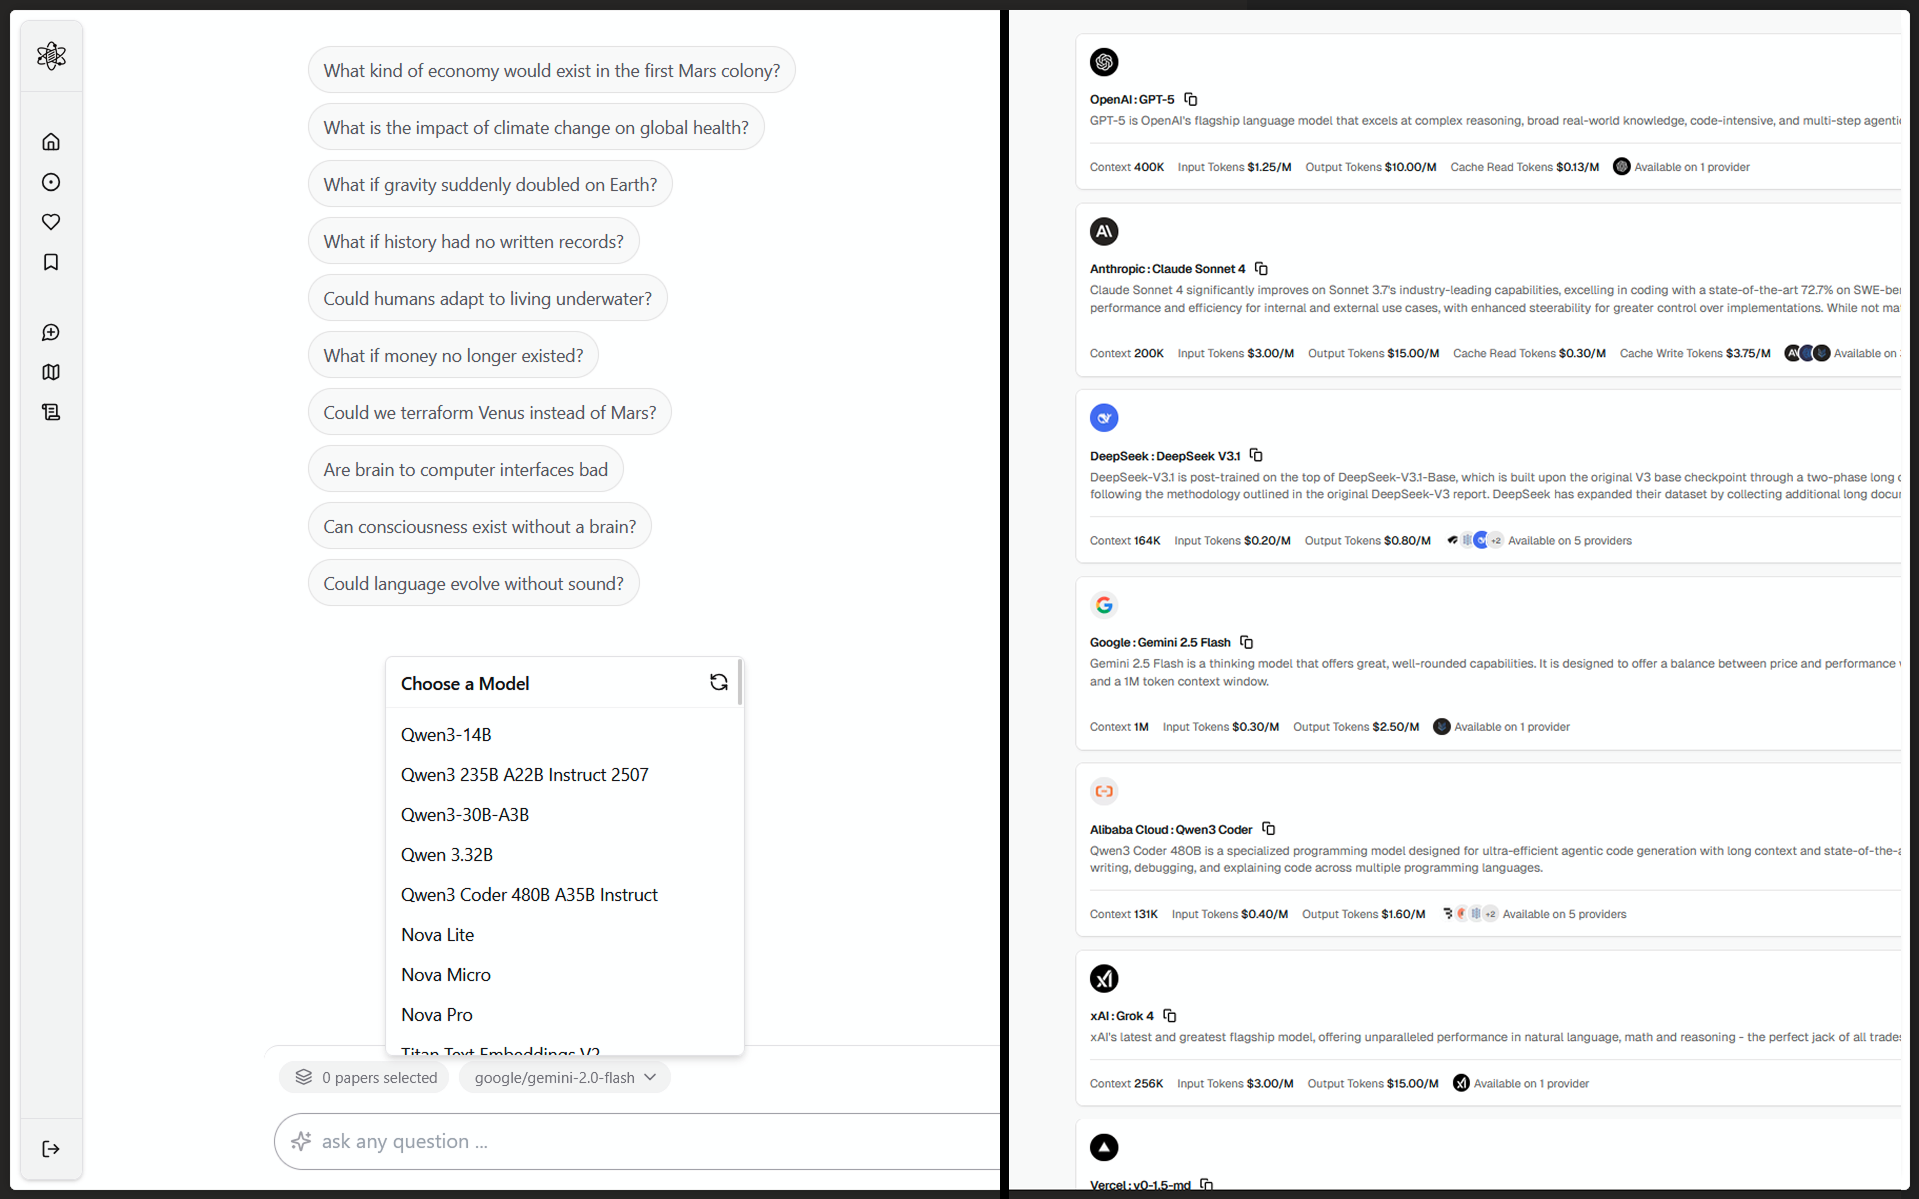 What kind of economy would exist in the first Mars colony?
What is the impact of climate change on global health?
What if gravity suddenly doubled on Earth?
What if history had no written records?
Could humans adapt to living underwater?
What if money no longer existed?
Could we terraform Venus instead of Mars?
Are brain to computer interfaces bad
Can consciousness exist without a brain?
Could language evolve without sound?
Choose a Model
Qwen3-14B
Qwen3 235B A22B Instruct 2507
Qwen3-30B-A3B
Qwen 3.32B
Qwen3 Coder 480B A35B Instruct
Nova Lite
Nova Micro
Nova Pro
Titan Text Embeddings V2
0 papers selected
google/gemini-2.0-flash
ask any question ...
OpenAI : GPT-5
GPT-5 is OpenAI's flagship language model that excels at complex reasoning, broad real-world knowledge, code-intensive, and multi-step agenti
Context 400K Input Tokens $1.25/M Output Tokens $10.00/M Cache Read Tokens $0.13/M Available on 1 provider
Anthropic : Claude Sonnet 4
Claude Sonnet 4 significantly improves on Sonnet 3.7's industry-leading capabilities, excelling in coding with a state-of-the-art 72.7% on SWE-be
performance and efficiency for internal and external use cases, with enhanced steerability for greater control over implementations. While not ma
Context 200K Input Tokens $3.00/M Output Tokens $15.00/M Cache Read Tokens $0.30/M Cache Write Tokens $3.75/M Available on
DeepSeek : DeepSeek V3.1
DeepSeek-V3.1 is post-trained on the top of DeepSeek-V3.1-Base, which is built upon the original V3 base checkpoint through a two-phase long
following the methodology outlined in the original DeepSeek-V3 report. DeepSeek has expanded their dataset by collecting additional long docu
Context 164K Input Tokens $0.20/M Output Tokens $0.80/M +2 Available on 5 providers
Google : Gemini 2.5 Flash
Gemini 2.5 Flash is a thinking model that offers great, well-rounded capabilities. It is designed to offer a balance between price and performance
and a 1M token context window.
Context 1M Input Tokens $0.30/M Output Tokens $2.50/M Available on 1 provider
Alibaba Cloud : Qwen3 Coder
Qwen3 Coder 480B is a specialized programming model designed for ultra-efficient agentic code generation with long context and state-of-the-a
writing, debugging, and explaining code across multiple programming languages.
Context 131K Input Tokens $0.40/M Output Tokens $1.60/M +2 Available on 5 providers
xAI : Grok 4
xAI's latest and greatest flagship model, offering unparalleled performance in natural language, math and reasoning - the perfect jack of all trade
Context 256K Input Tokens $3.00/M Output Tokens $15.00/M Available on 1 provider
Vercel : v0-1.5-md